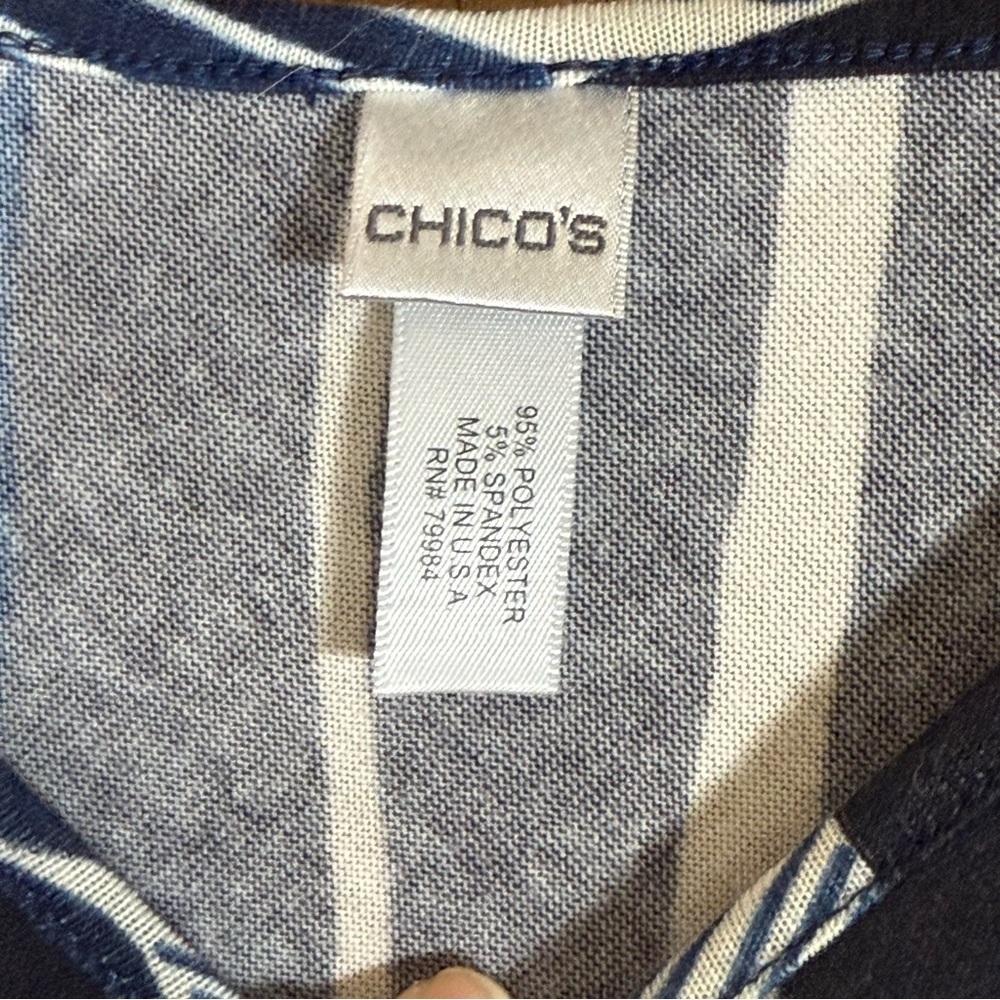 CHICO's
95% POLYESTER
5% SPANDEX
MADE IN U S A
RN# 79984